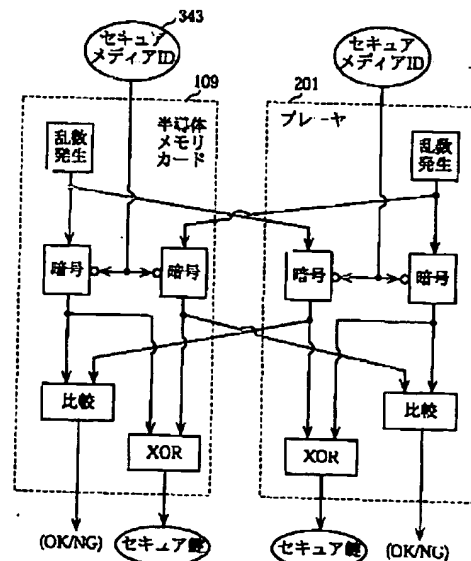 343
セキュア
メディアID
セキュア
メディアID
109
201
半導体
メモリ
カード
プレーヤ
乱数
発生
乱数
発生
暗号
暗号
暗号
暗号
比較
比較
XOR
XOR
(OK/NG)
セキュア鍵
セキュア鍵
(OK/NG)